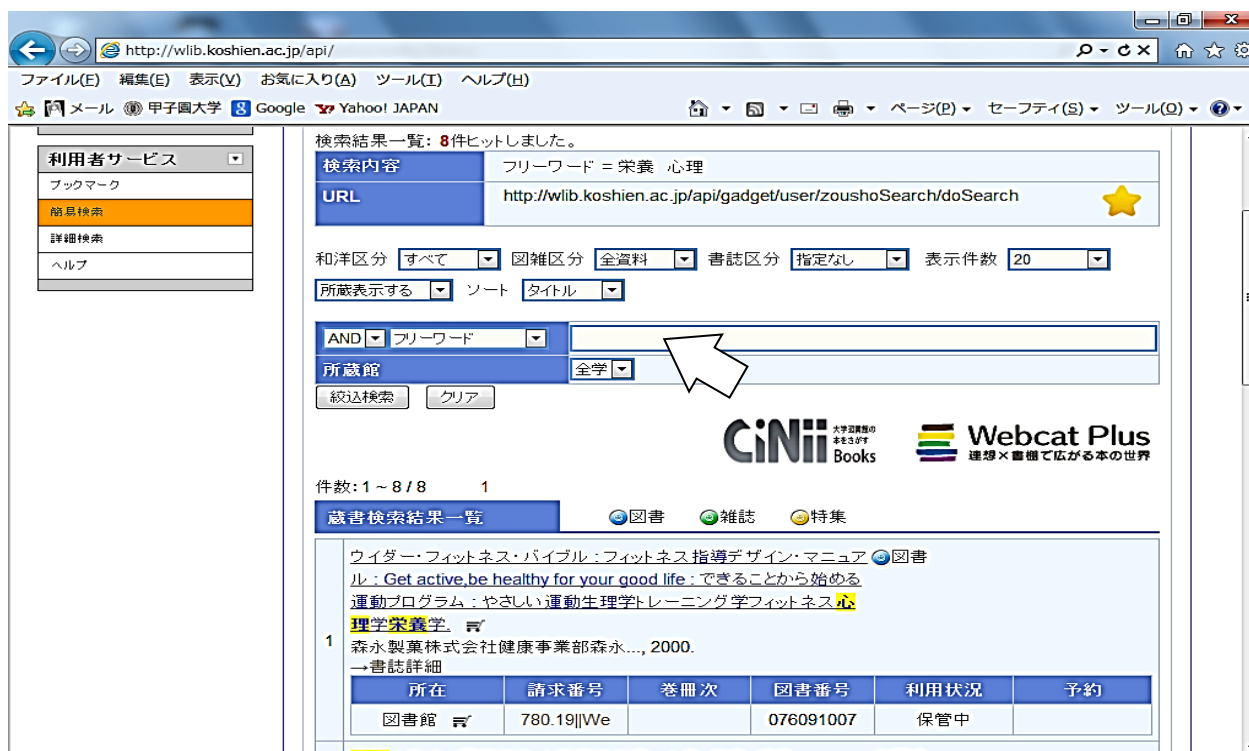 http://wlib.koshien.ac.jp/api/
ファイル(F) 編集(E) 表示(V) お気に入り(A) ツール(T) ヘルプ(H)
メール 甲子園大学 Google Yahoo! JAPAN ページ(P) セーフティ(S) ツール(O)
利用者サービス
ブックマーク
簡易検索
詳細検索
ヘルプ
検索結果一覧: 8件ヒットしました。
検索内容 フリーワード = 栄養 心理
URL http://wlib.koshien.ac.jp/api/gadget/user/zoushoSearch/doSearch
和洋区分 すべて 図雑区分 全資料 書誌区分 指定なし 表示件数 20
所蔵表示する ソート タイトル
AND フリーワード
所蔵館 全学
絞込検索 クリア
CiNii 大学図書館の本をさがす Books Webcat Plus 連想×書棚で広がる本の世界
件数:1～8/8 1
蔵書検索結果一覧 図書 雑誌 特集
ウイダー・フィットネス・バイブル : フィットネス指導デザイン・マニュア 図書
ル : Get active,be healthy for your good life : できることから始める
運動プログラム : やさしい運動生理学トレーニング学フィットネス心
理学栄養学.
1
森永製菓株式会社健康事業部森永..., 2000.
→書誌詳細
所在 請求番号 巻冊次 図書番号 利用状況 予約
図書館 780.19||We 076091007 保管中